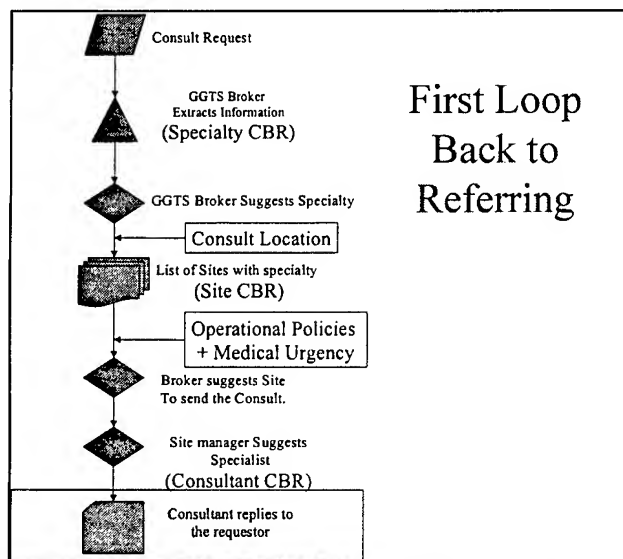 Consult Request
GGTS Broker
Extracts Information
(Specialty CBR)
First Loop
Back to
Referring
GGTS Broker Suggests Specialty
Consult Location
List of Sites with specialty
(Site CBR)
Operational Policies
+ Medical Urgency
Broker suggests Site
To send the Consult.
Site manager Suggests
Specialist
(Consultant CBR)
Consultant replies to
the requestor